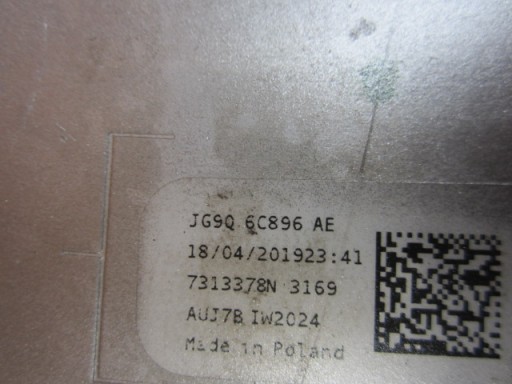 JG9Q 6C896 AE
18/04/201923:41
7313378N 3169
AUJ7B IW2024
Made in Poland